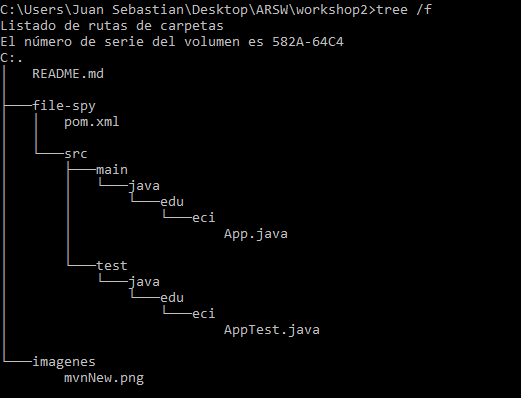 C:\Users\Juan Sebastian\Desktop\ARSW\workshop2>tree /f
Listado de rutas de carpetas
El número de serie del volumen es 582A-64C4
C:.
│   README.md
│
├───file-spy
│   │   pom.xml
│   │
│   └───src
│       ├───main
│       │   └───java
│       │       └───edu
│       │           └───eci
│       │                   App.java
│       │
│       └───test
│           └───java
│               └───edu
│                   └───eci
│                           AppTest.java
│
└───imagenes
        mvnNew.png